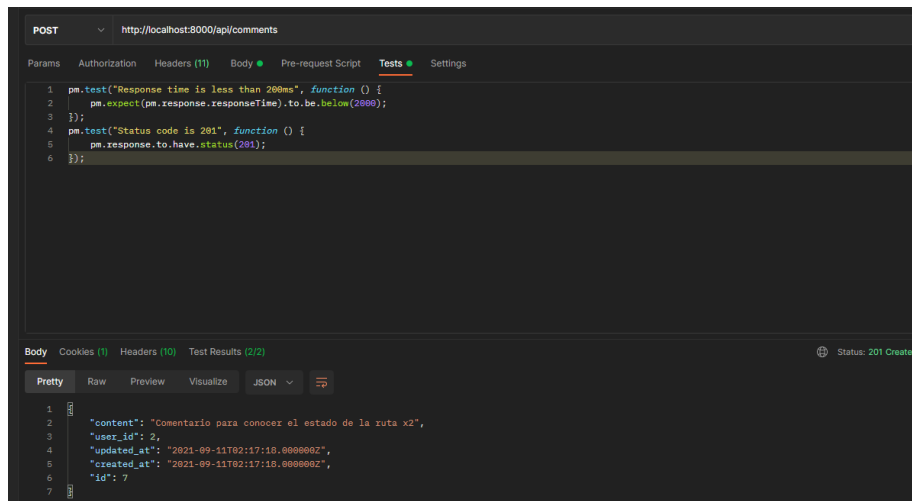 POST http://localhost:8000/api/comments
Params Authorization Headers (11) Body Pre-request Script Tests Settings
1 pm.test("Response time is less than 200ms", function () {
2 pm.expect(pm.response.responseTime).to.be.below(2000);
3 });
4 pm.test("Status code is 201", function () {
5 pm.response.to.have.status(201);
6 });
Body Cookies (1) Headers (10) Test Results (2/2) Status: 201 Create
Pretty Raw Preview Visualize JSON
1 {
2 "content": "Comentario para conocer el estado de la ruta x2",
3 "user_id": 2,
4 "updated_at": "2021-09-11T02:17:18.000000Z",
5 "created_at": "2021-09-11T02:17:18.000000Z",
6 "id": 7
7 }